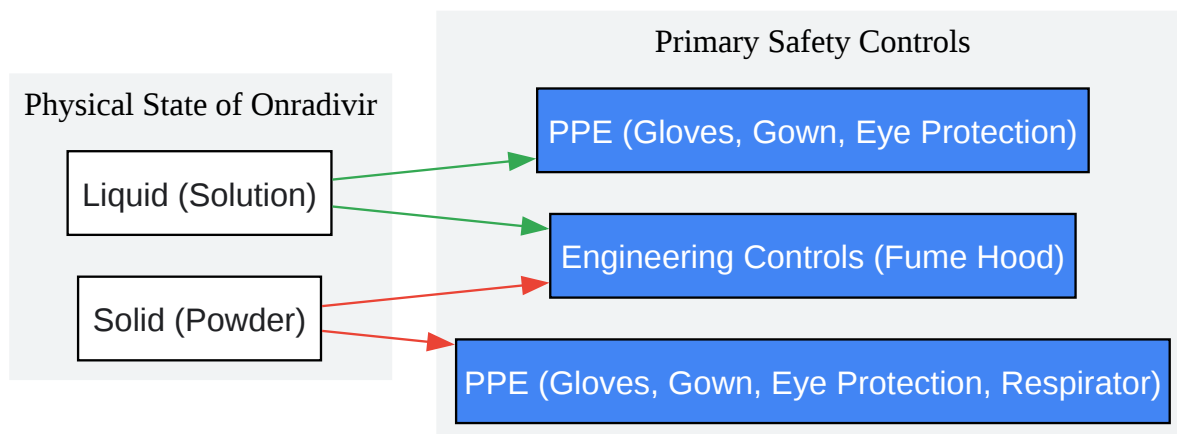 Primary Safety Controls
Physical State of Onradivir
PPE (Gloves, Gown, Eye Protection)
Liquid (Solution)
Engineering Controls (Fume Hood)
Solid (Powder)
PPE (Gloves, Gown, Eye Protection, Respirator)